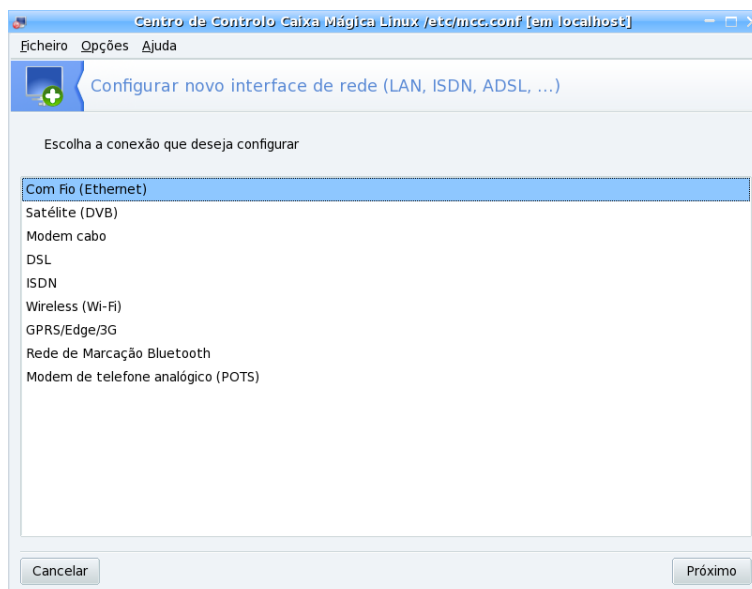 Centro de Controlo Caixa Mágica Linux /etc/mcc.conf [em localhost]
Ficheiro Opções Ajuda
Configurar novo interface de rede (LAN, ISDN, ADSL, ...)
Escolha a conexão que deseja configurar
Com Fio (Ethernet)
Satélite (DVB)
Modem cabo
DSL
ISDN
Wireless (Wi-Fi)
GPRS/Edge/3G
Rede de Marcação Bluetooth
Modem de telefone analógico (POTS)
Cancelar Próximo